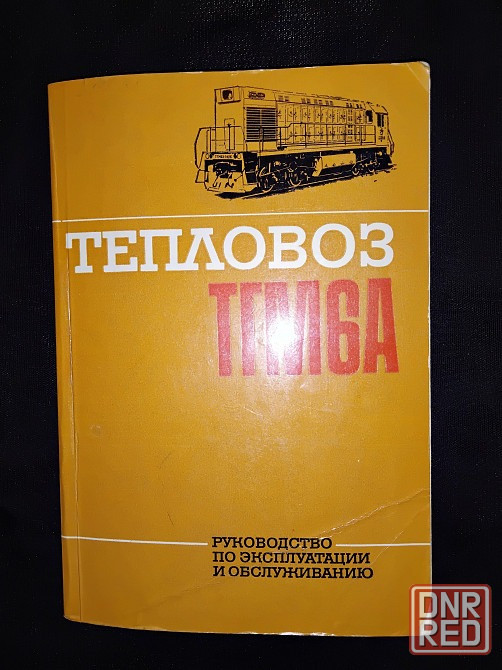 ТЕПЛОВОЗ
ТГМ6А
РУКОВОДСТВО
ПО ЭКСПЛУАТАЦИИ
И ОБСЛУЖИВАНИЮ
DNR
RED